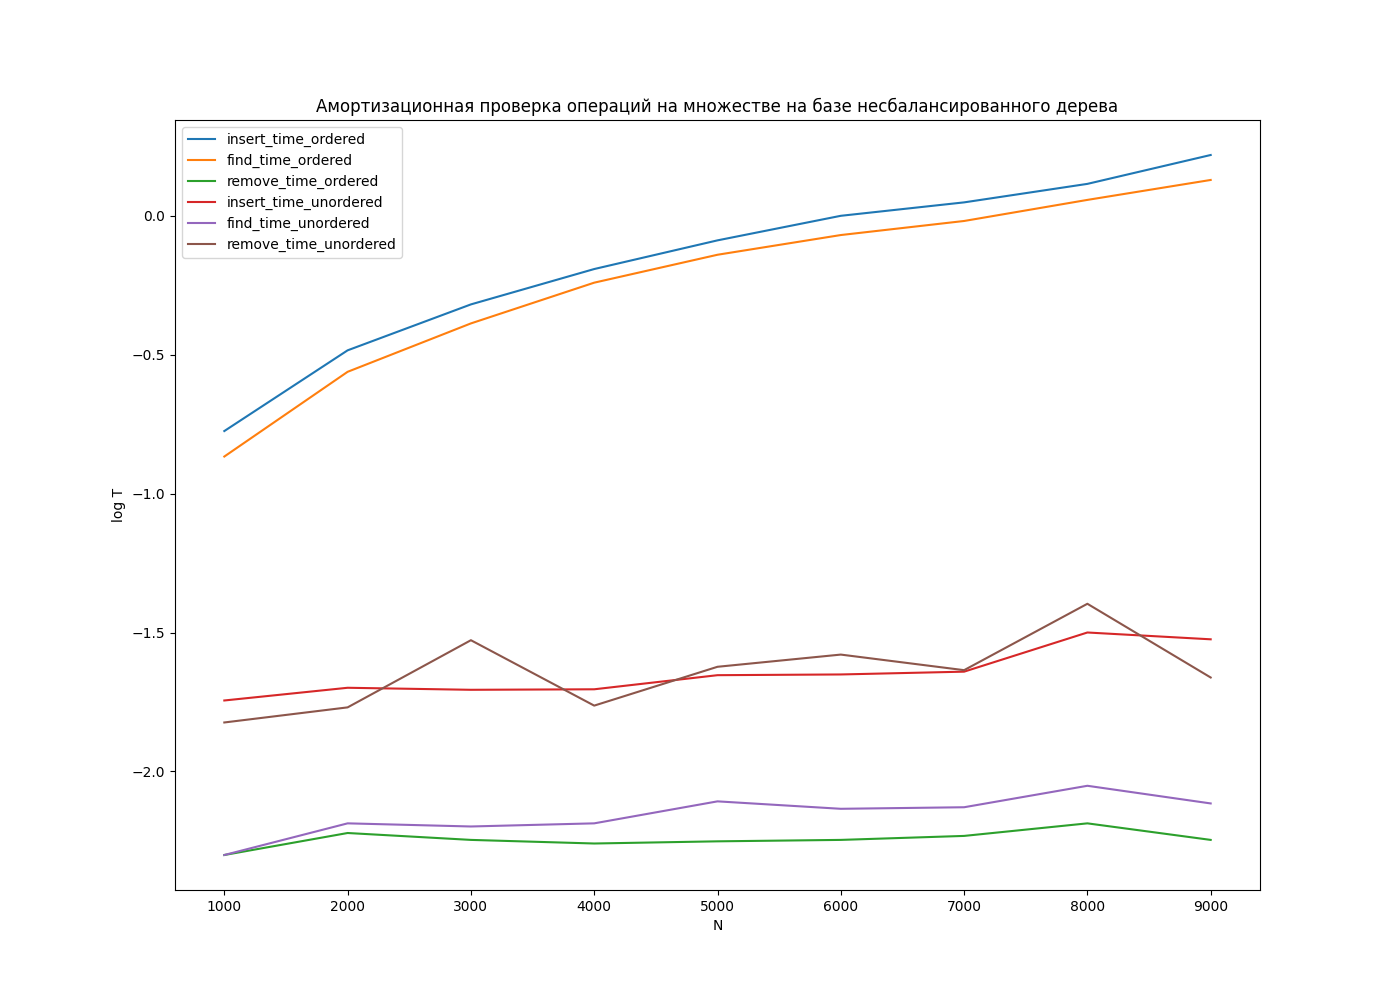 Амортизационная проверка операций на множестве на базе несбалансированного дерева
insert_time_ordered
find_time_ordered
remove_time_ordered
insert_time_unordered
find_time_unordered
remove_time_unordered
0.0
−0.5
−1.0
−1.5
−2.0
log T
1000 2000 3000 4000 5000 6000 7000 8000 9000
N